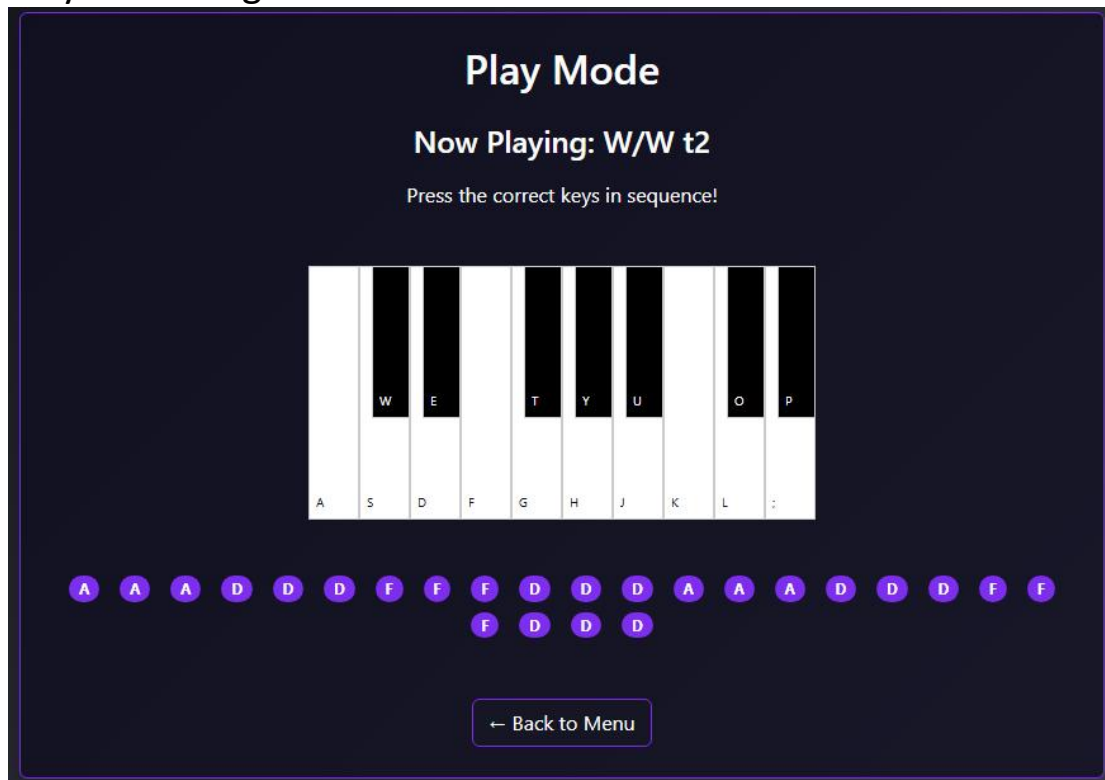 Play Mode
Now Playing: W/W t2
Press the correct keys in sequence!
W E T Y U O P
A S D F G H J K L ;
A A A D D D F F F D D D A A A D D D F F
F D D D
← Back to Menu